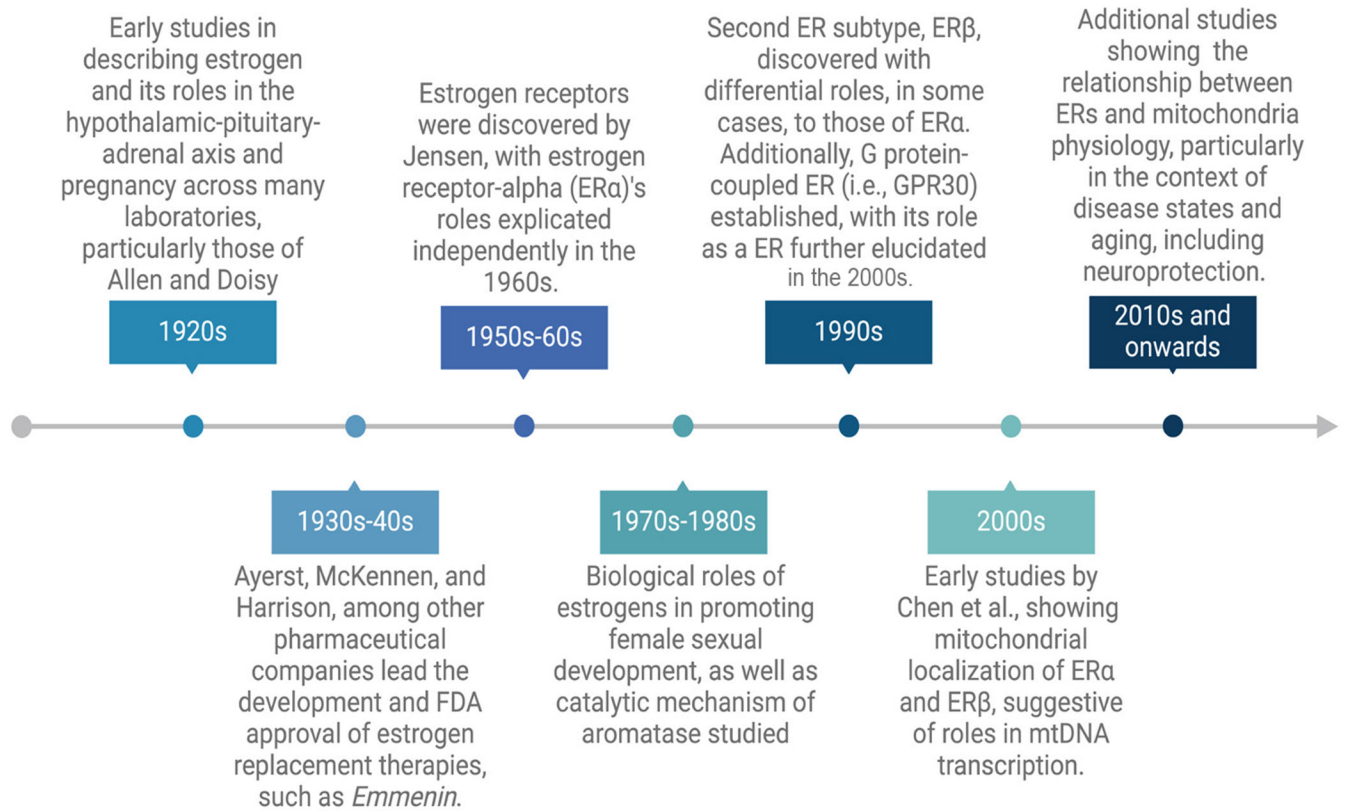 Early studies in
describing estrogen
and its roles in the
hypothalamic-pituitary-
adrenal axis and
pregnancy across many
laboratories,
particularly those of
Allen and Doisy
1920s
Ayerst, McKennen, and
Harrison, among other
pharmaceutical
companies lead the
development and FDA
approval of estrogen
replacement therapies,
such as Emmenin.
1930s-40s
Estrogen receptors
were discovered by
Jensen, with estrogen
receptor-alpha (ERα)'s
roles explicated
independently in the
1960s.
1950s-60s
1970s-1980s
Biological roles of
estrogens in promoting
female sexual
development, as well as
catalytic mechanism of
aromatase studied
Second ER subtype, ERβ,
discovered with
differential roles, in some
cases, to those of ERα.
Additionally, G protein-
coupled ER (i.e., GPR30)
established, with its role
as a ER further elucidated
in the 2000s.
1990s
2000s
Early studies by
Chen et al., showing
mitochondrial
localization of ERα
and ERβ, suggestive
of roles in mtDNA
transcription.
Additional studies
showing the
relationship between
ERs and mitochondria
physiology, particularly
in the context of
disease states and
aging, including
neuroprotection.
2010s and
onwards